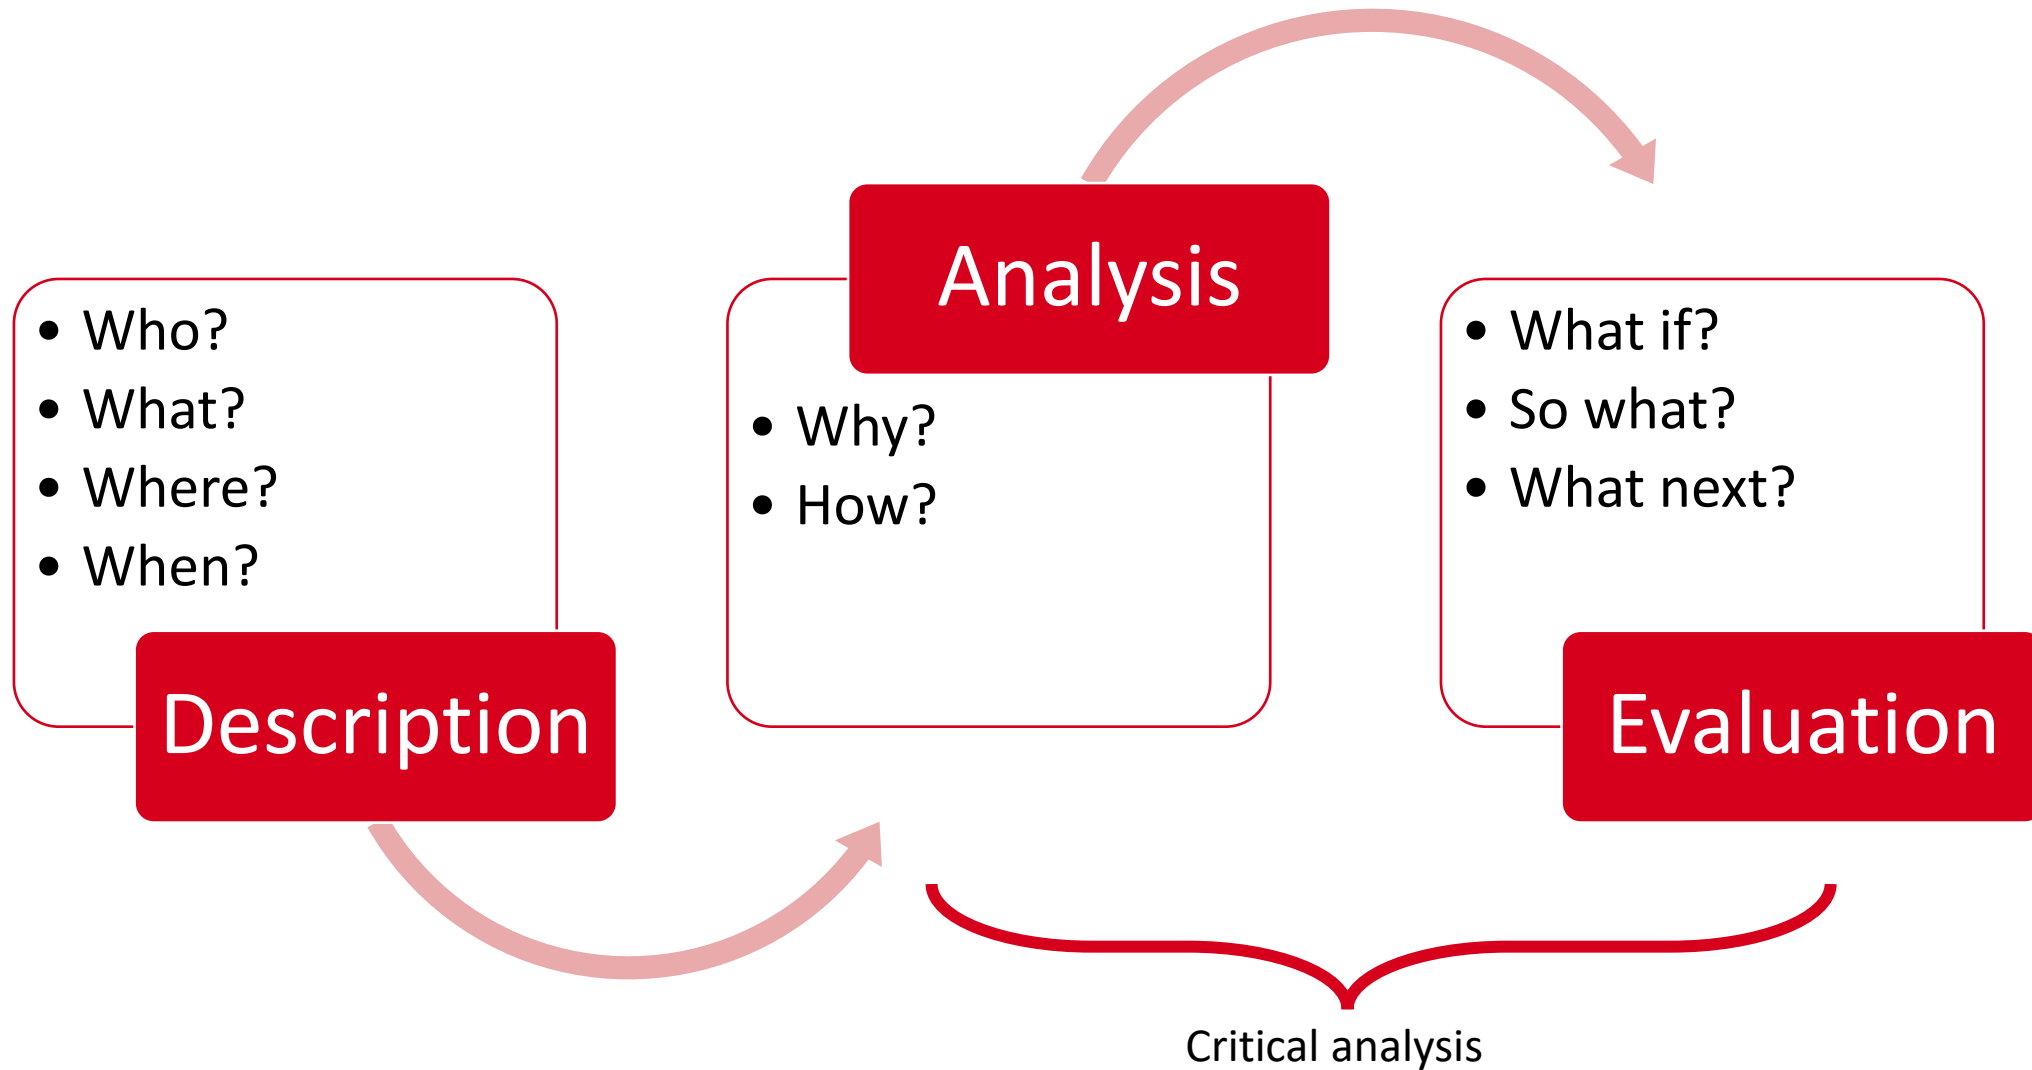 • Who?
• What?
• Where?
• When?
Description
Analysis
• Why?
• How?
• What if?
• So what?
• What next?
Evaluation
Critical analysis